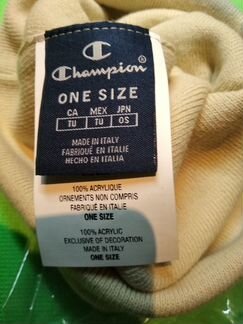 Champion
ONE SIZE
CA MEX JPN
TU TU OS
MADE IN ITALY
FABRIQUÉ EN ITALIE
HECHO EN ITALIA
100% ACRYLIQUE
ORNEMENTS NON COMPRIS
FABRIQUÉ EN ITALIE
ONE SIZE
100% ACRYLIC
EXCLUSIVE OF DECORATION
MADE IN ITALY
ONE SIZE